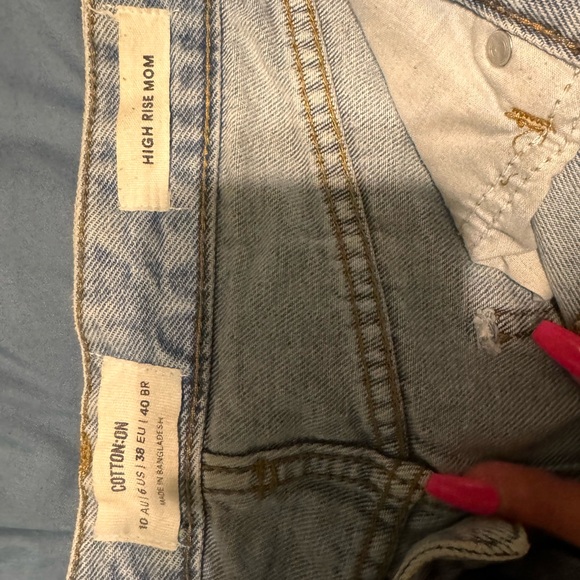 HIGH RISE MOM
COTTON:ON
10 AU | 6 US | 38 EU | 40 BR
MADE IN BANGLADESH